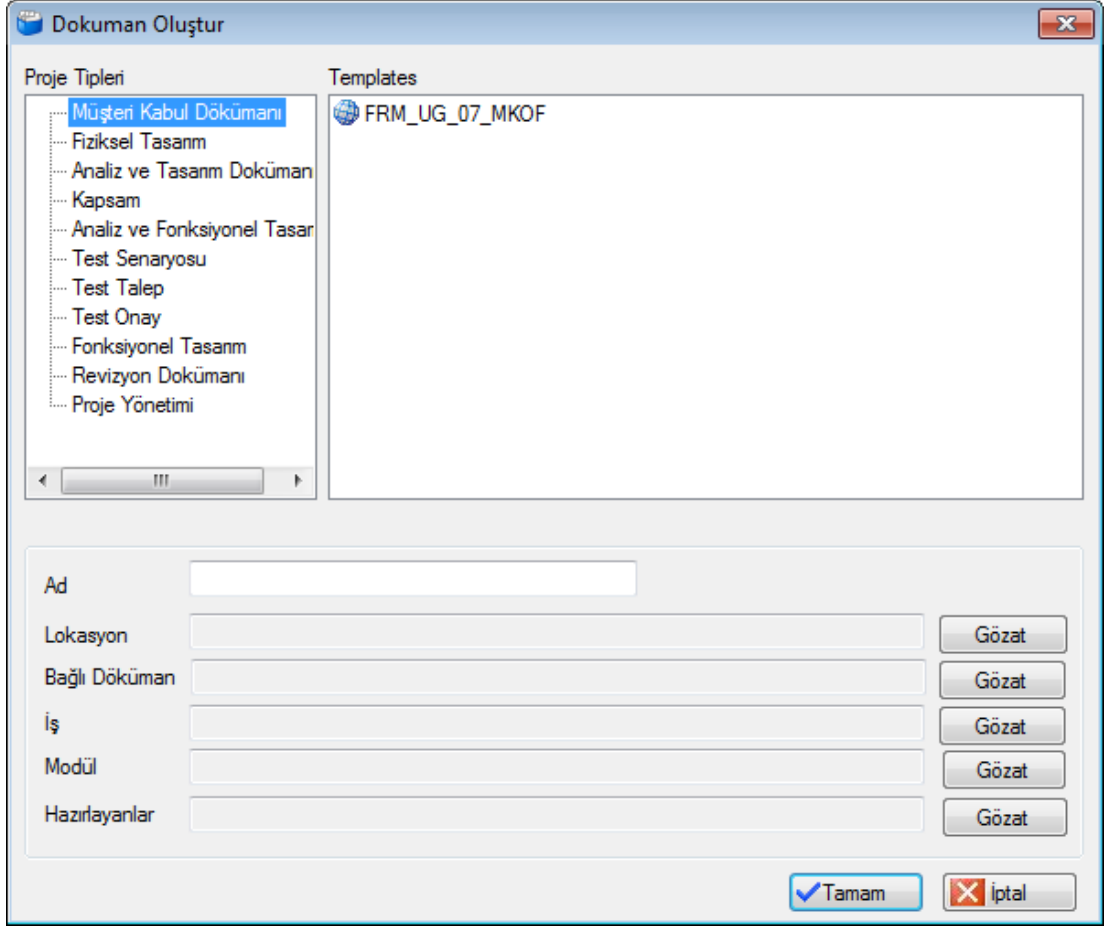 Dokuman Oluştur
Proje Tipleri
Templates
Müşteri Kabul Dökümanı
FRM_UG_07_MKOF
Fiziksel Tasarım
Analiz ve Tasarım Doküman
Kapsam
Analiz ve Fonksiyonel Tasar
Test Senaryosu
Test Talep
Test Onay
Fonksiyonel Tasarım
Revizyon Dokümanı
Proje Yönetimi
Ad
Lokasyon
Gözat
Bağlı Döküman
Gözat
İş
Gözat
Modül
Gözat
Hazırlayanlar
Gözat
Tamam
İptal